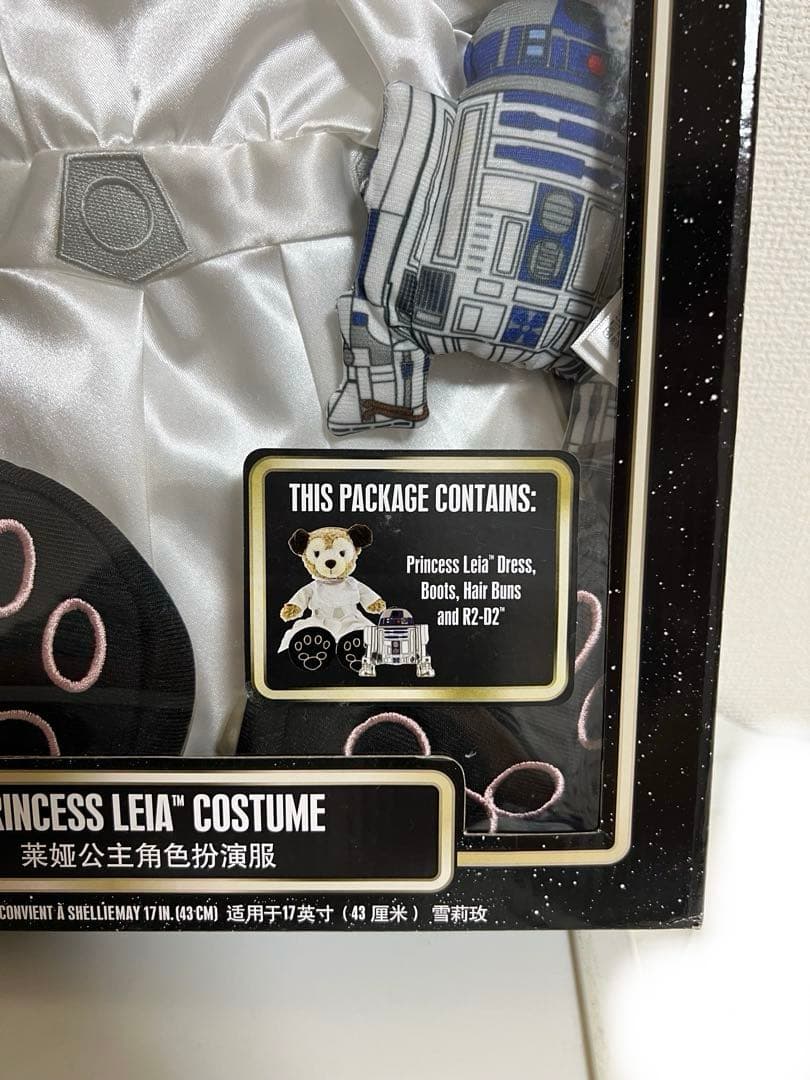 THIS PACKAGE CONTAINS:
Princess Leia™ Dress,
Boots, Hair Buns
and R2-D2™
RINCESS LEIA™ COSTUME
莱娅公主角色扮演服
CONVIENT À SHELLIEMAY 17 IN. (43 CM) 适用于17英寸（43 厘米）雪莉玫